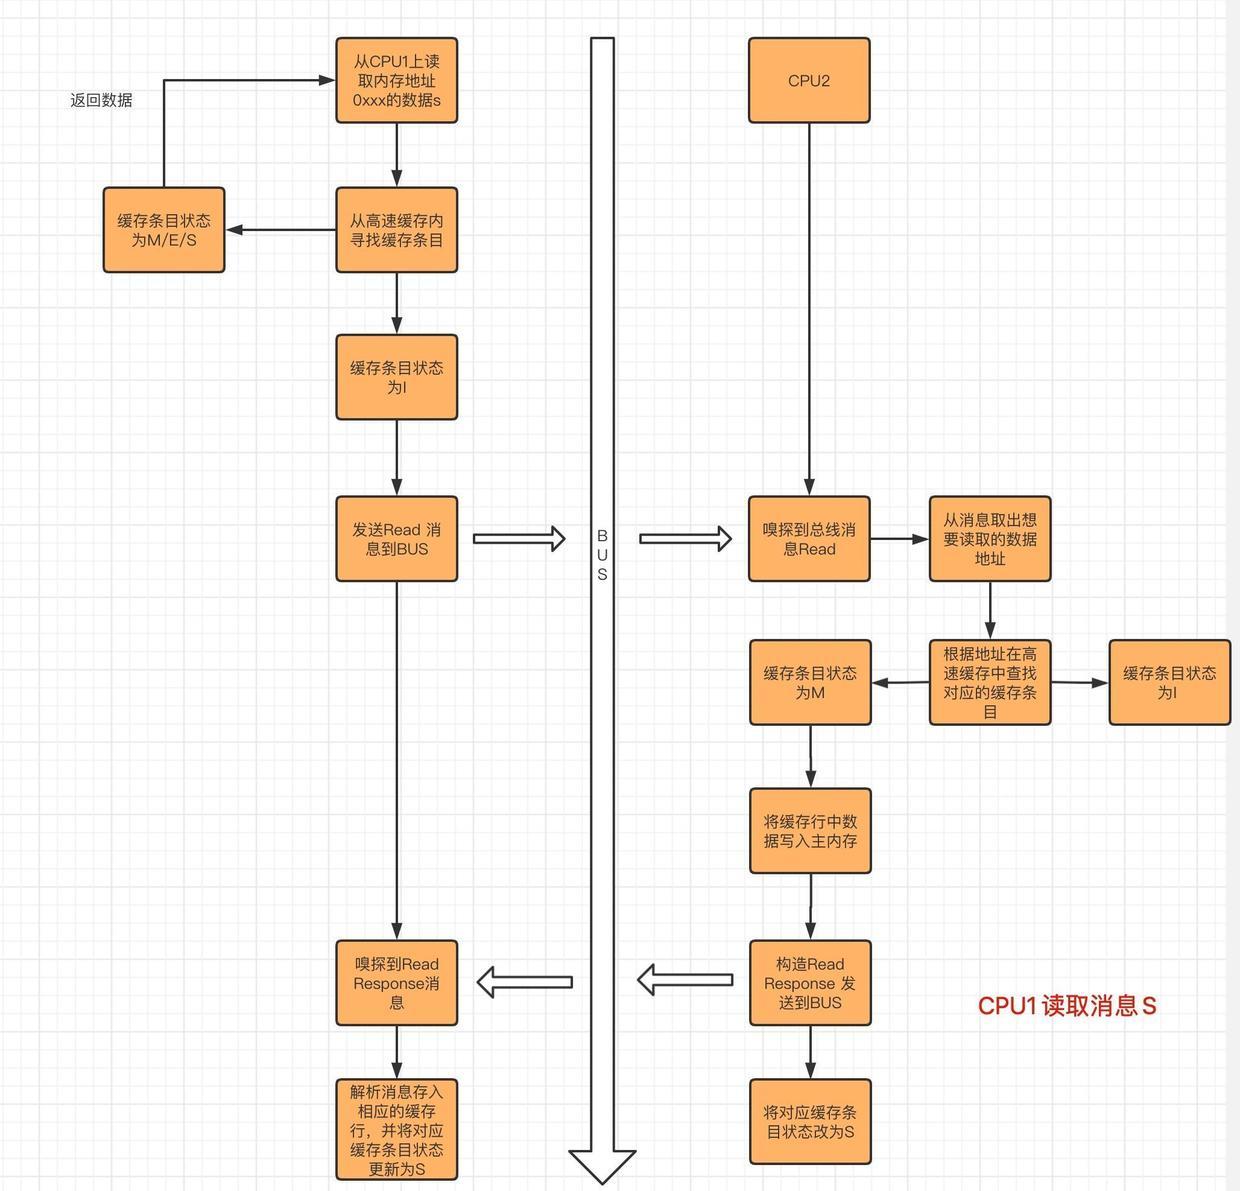 从CPU1上读
取内存地址
0xxx的数据s
CPU2
返回数据
缓存条目状态
为M/E/S
从高速缓存内
寻找缓存条目
缓存条目状态
为I
发送Read 消
息到BUS
B
U
S
嗅探到总线消
息Read
从消息取出想
要读取的数据
地址
缓存条目状态
为M
根据地址在高
速缓存中查找
对应的缓存条
目
缓存条目状态
为I
将缓存行中数
据写入主内存
嗅探到Read
Response消
息
构造Read
Response 发
送到BUS
CPU1读取消息S
解析消息存入
相应的缓存
行，并将对应
缓存条目状态
更新为S
将对应缓存条
目状态改为S